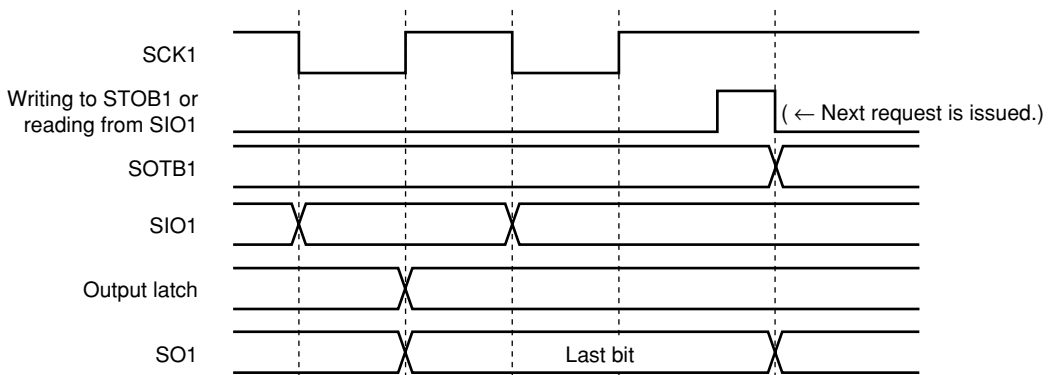 SCK1
Writing to STOB1 or
reading from SIO1
( ← Next request is issued.)
SOTB1
SIO1
Output latch
SO1
Last bit